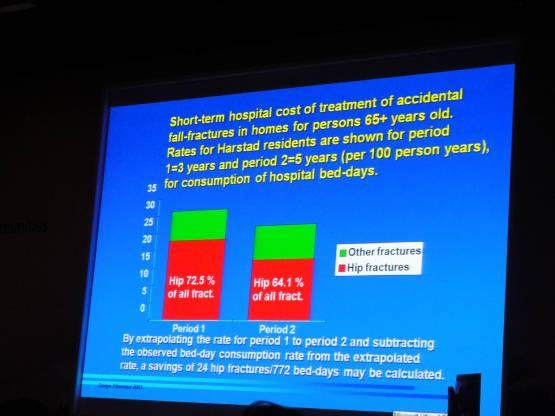 Short-term hospital cost of treatment of accidental
fall-fractures in homes for persons 65+ years old.
Rates for Harstad residents are shown for period
1=3 years and period 2=5 years (per 100 person years),
for consumption of hospital bed-days.
35
30
25
20
15
10
5
0
Hip 72.5 %
of all fract.
Hip 64.1 %
of all fract.
Other fractures
Hip fractures
Period 1
Period 2
By extrapolating the rate for period 1 to period 2 and subtracting
the observed bed-day consumption rate from the extrapolated
rate, a savings of 24 hip fractures/772 bed-days may be calculated.